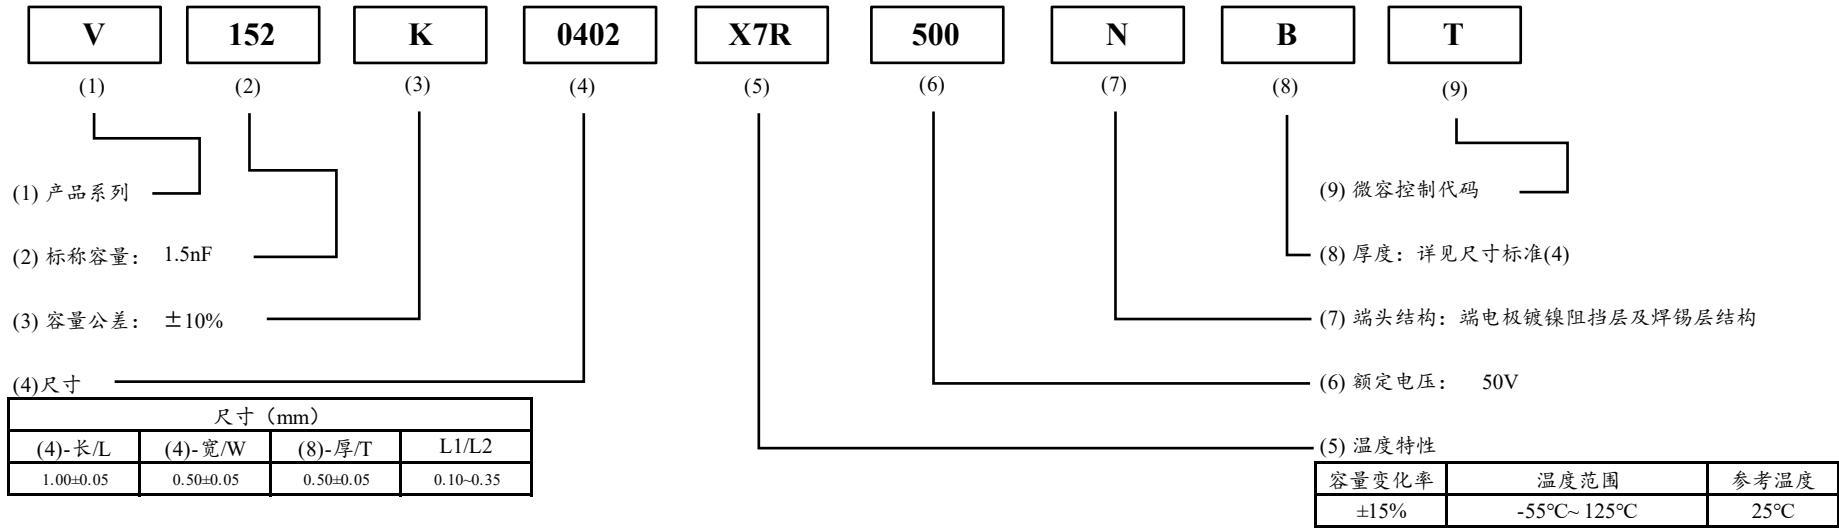 V 152 K 0402 X7R 500 N B T
(1) (2) (3) (4) (5) (6) (7) (8) (9)
(1) 产品系列
(9) 微容控制代码
(2) 标称容量： 1.5nF
(8) 厚度：详见尺寸标准(4)
(3) 容量公差： ±10%
(7) 端头结构：端电极镀镍阻挡层及焊锡层结构
(4)尺寸
(6) 额定电压： 50V
尺寸（mm）
(4)-长/L (4)-宽/W (8)-厚/T L1/L2
1.00±0.05 0.50±0.05 0.50±0.05 0.10~0.35
(5) 温度特性
容量变化率 温度范围 参考温度
±15% -55℃~ 125℃ 25℃